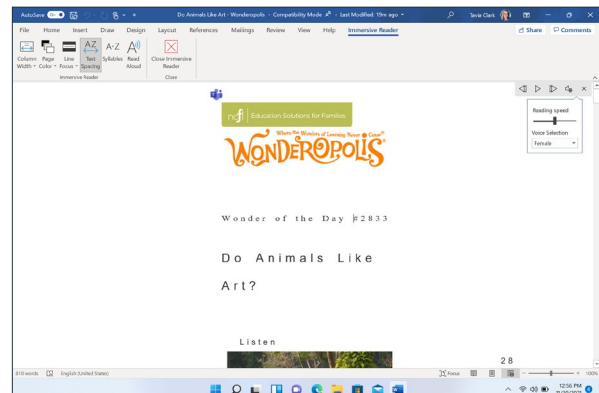 AutoSave On Do Animals Like Art - Wonderopolis - Compatibility Mode - Last Modified: 19m ago Tavia Clark
File Home Insert Draw Design Layout References Mailings Review View Help Immersive Reader Share Comments
Column Width Page Color Line Focus Text Spacing Syllables Read Aloud Close Immersive Reader
Immersive Reader Close
Reading speed
Voice Selection
Female
ncfl Education Solutions for Families
Where the Wonders of Learning Never Cease
WONDEROPOLIS
Wonder of the Day #2833
Do Animals Like
Art?
Listen
28
818 words English (United States) Focus 100%
12:56 PM